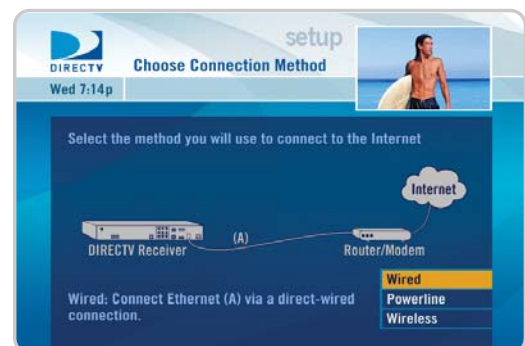 setup
DIRECTV
Choose Connection Method
Wed 7:14p
Select the method you will use to connect to the Internet
Internet
(A)
DIRECTV Receiver
Router/Modem
Wired
Wired: Connect Ethernet (A) via a direct-wired
connection.
Powerline
Wireless